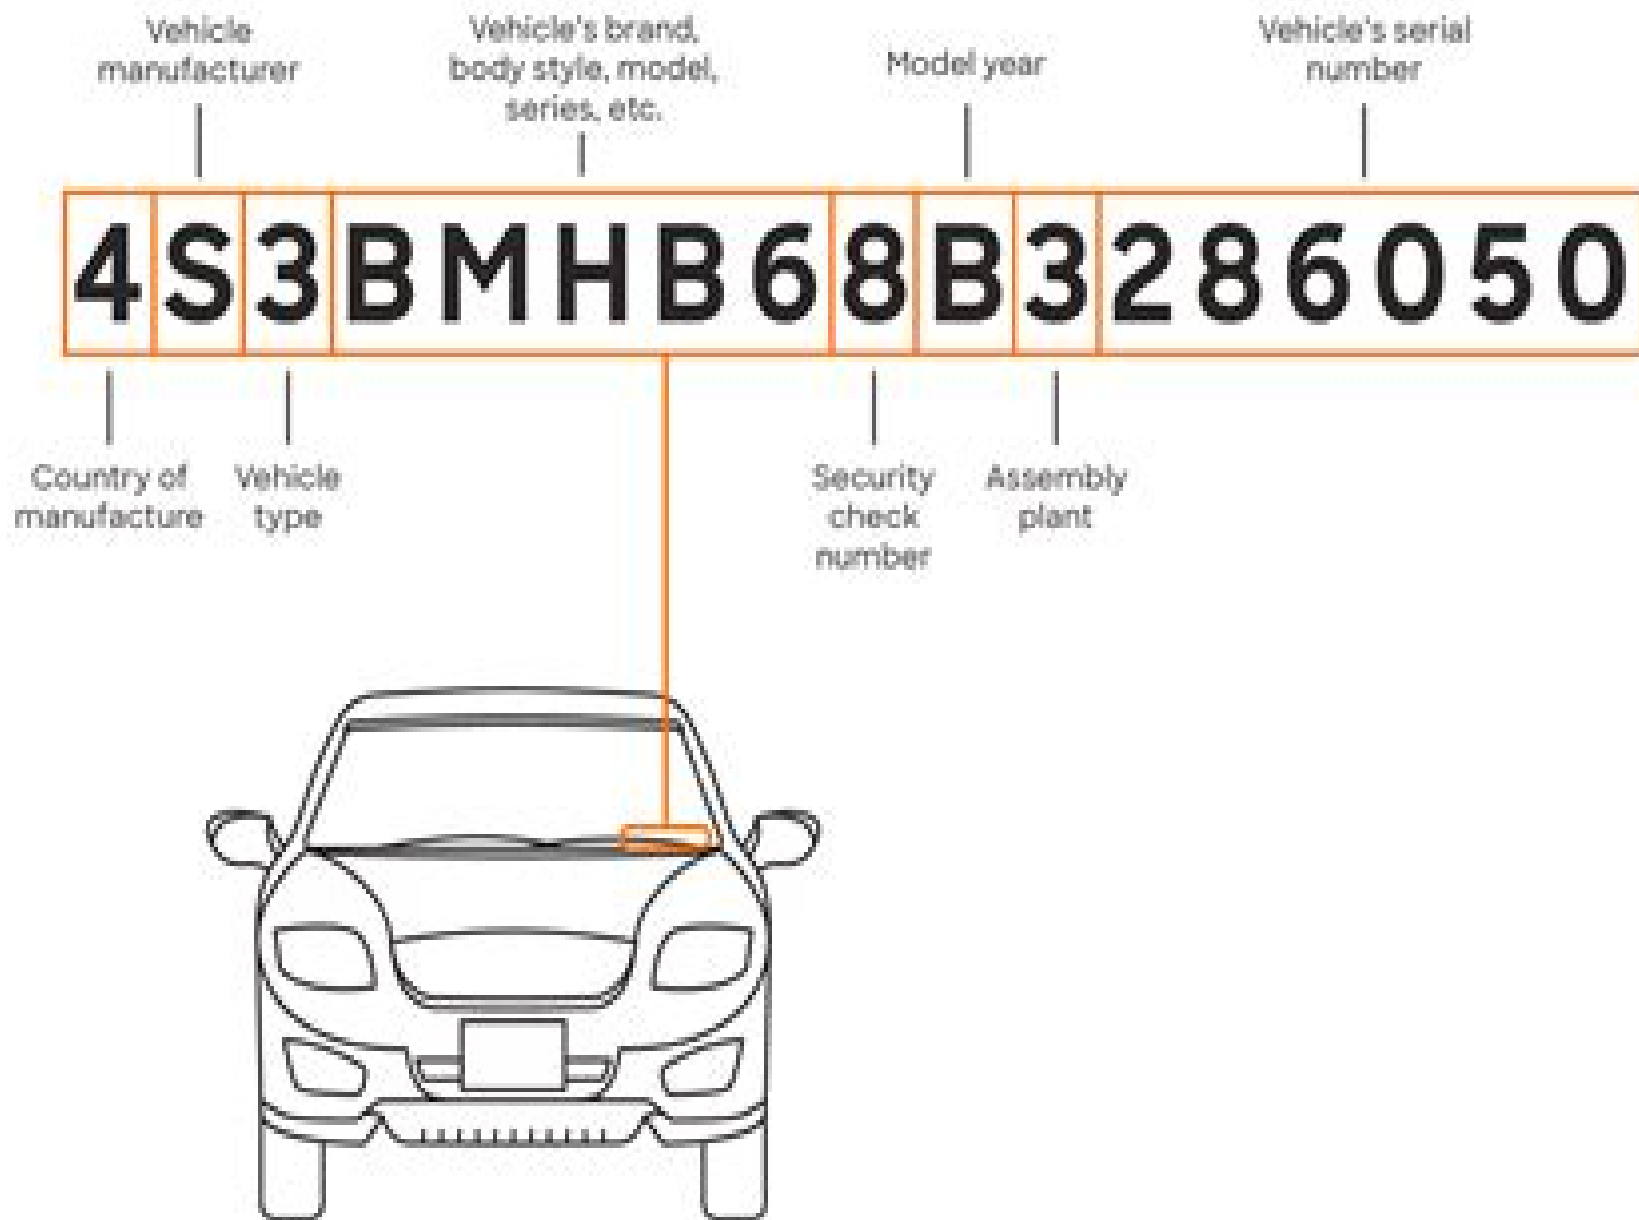 Vehicle
manufacturer
Vehicle's brand,
body style, model,
series, etc.
Model year
Vehicle's serial
number
4S3BMHB68B3286050
Country of
manufacture
Vehicle
type
Security
check
number
Assembly
plant